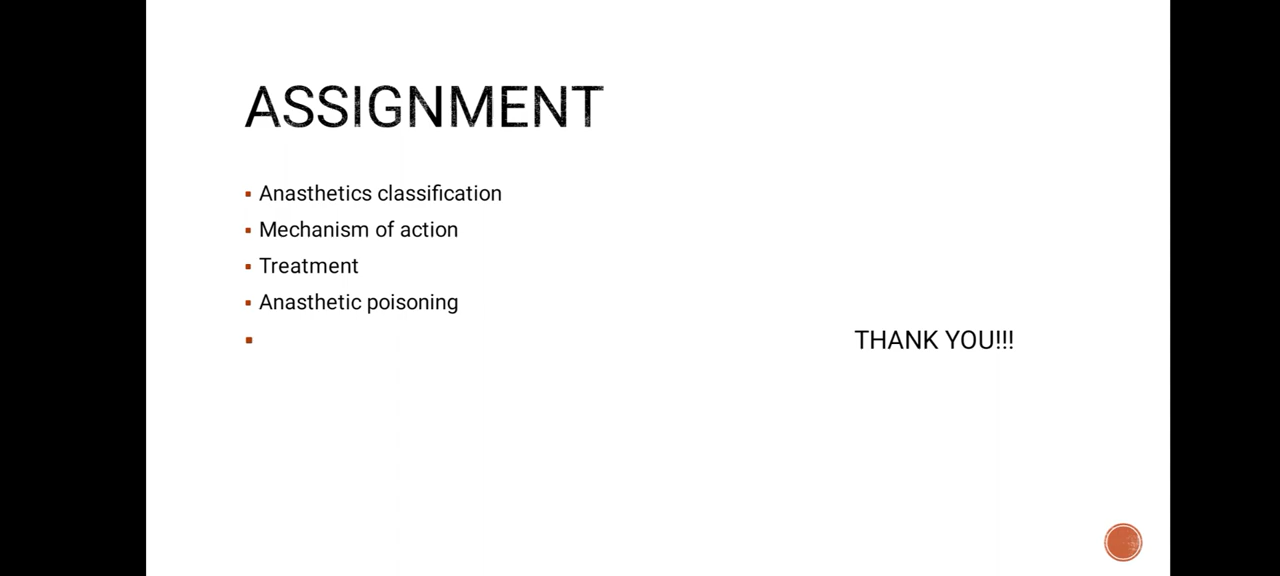 ASSIGNMENT
Anasthetics classification
Mechanism of action
Treatment
Anasthetic poisoning
THANK YOU!!!